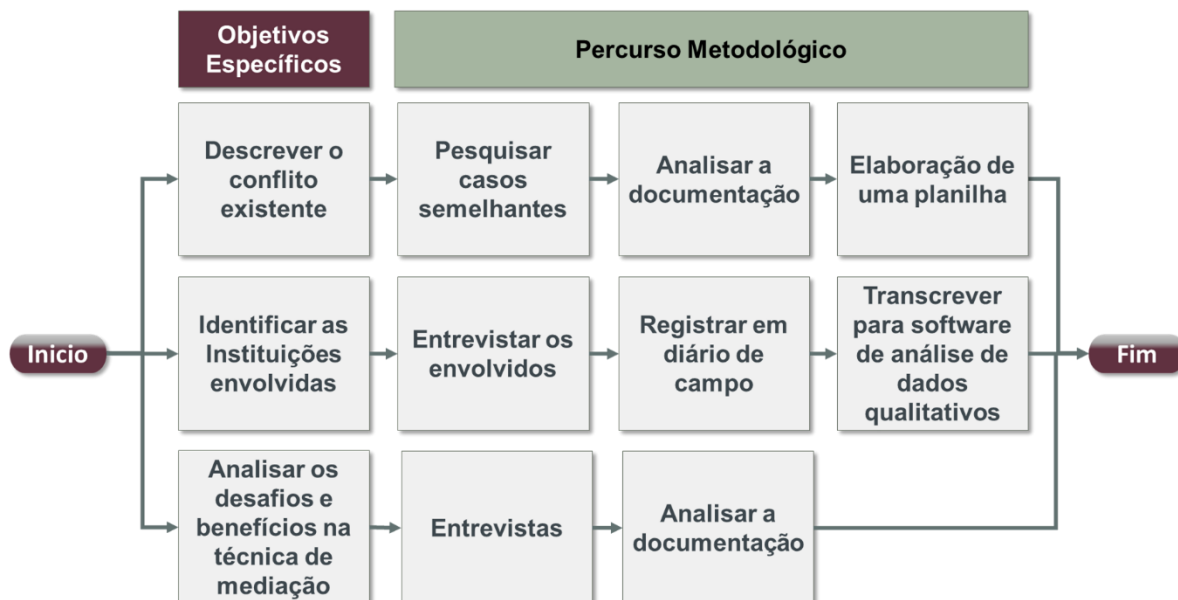 Objetivos
Específicos
Percurso Metodológico
Descrever o
conflito
existente
Pesquisar
casos
semelhantes
Analisar a
documentação
Elaboração de
uma planilha
Inicio
Identificar as
Instituições
envolvidas
Entrevistar os
envolvidos
Registrar em
diário de
campo
Transcrever
para software
de análise de
dados
qualitativos
Fim
Analisar os
desafios e
benefícios na
técnica de
mediação
Entrevistas
Analisar a
documentação